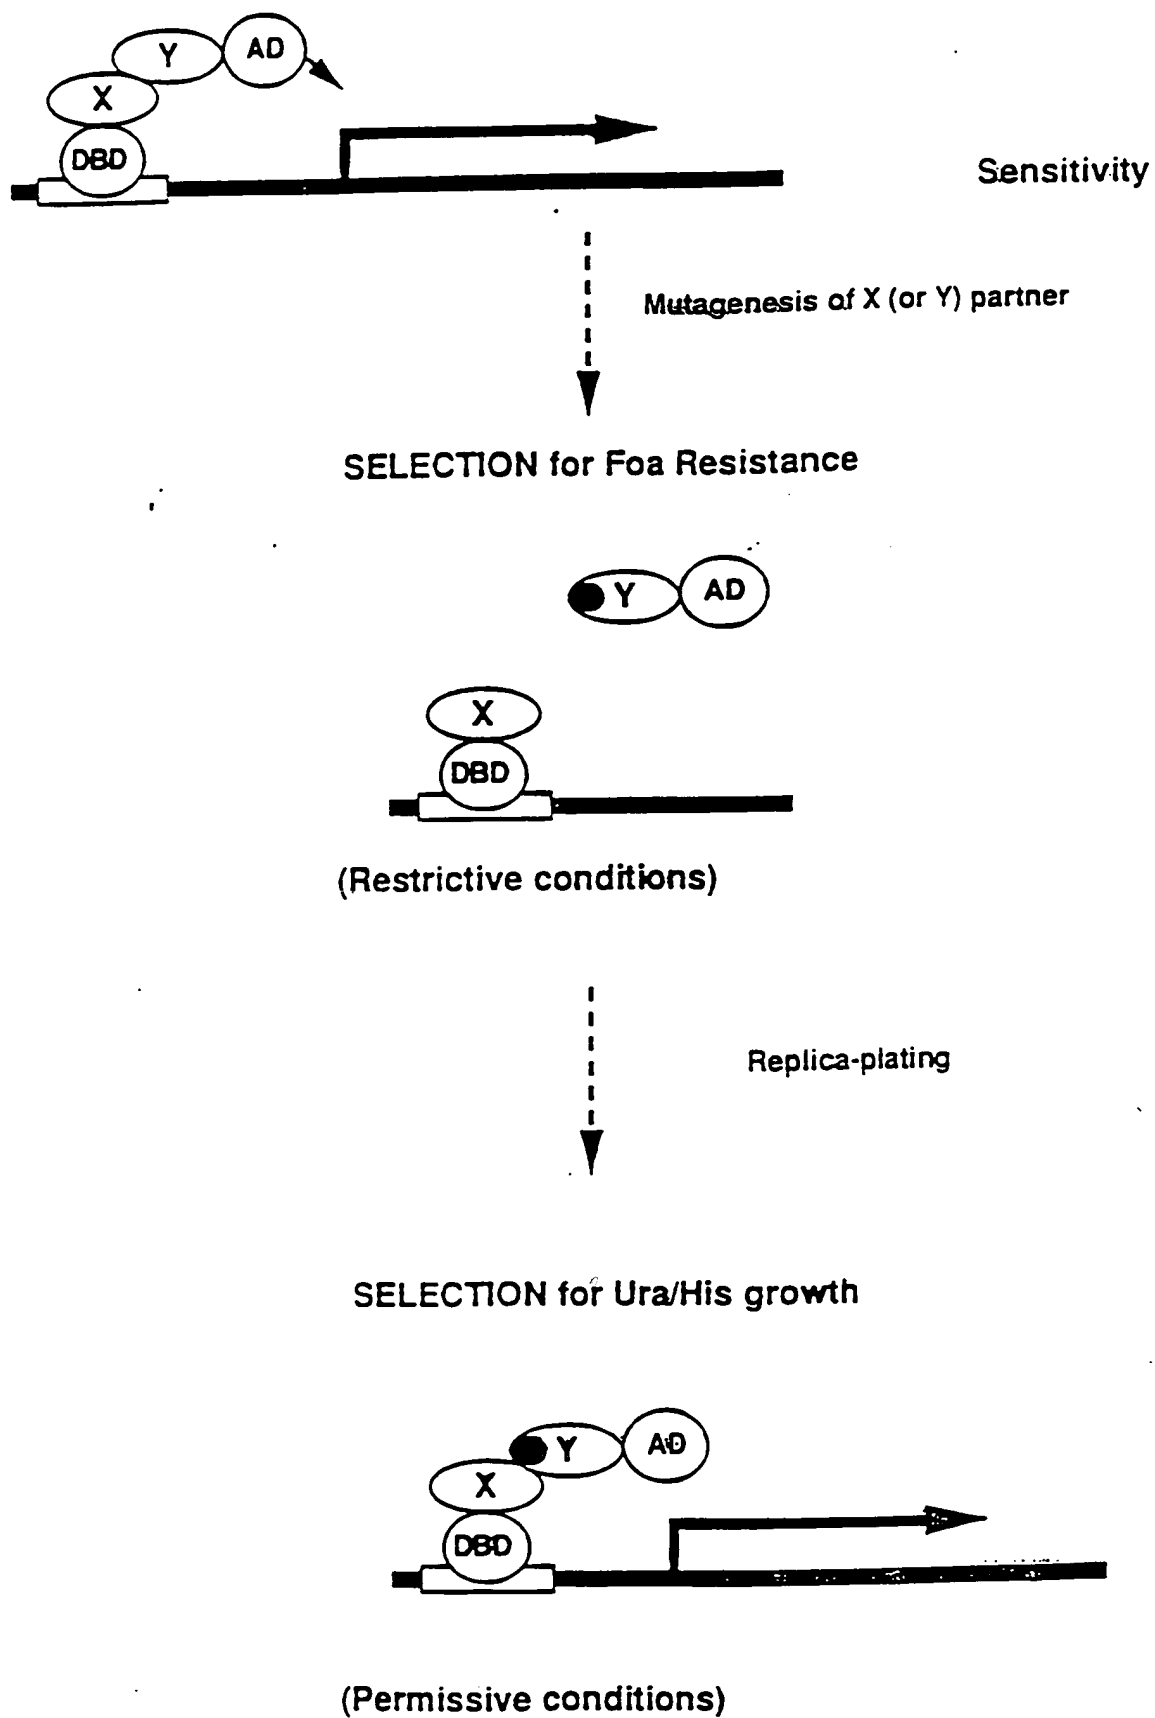 Y AD
X
DBD
Sensitivity
Mutagenesis of X (or Y) partner
SELECTION for Foa Resistance
Y AD
X
DBD
(Restrictive conditions)
Replica-plating
SELECTION for Ura/His growth
Y AD
X
DBD
(Permissive conditions)